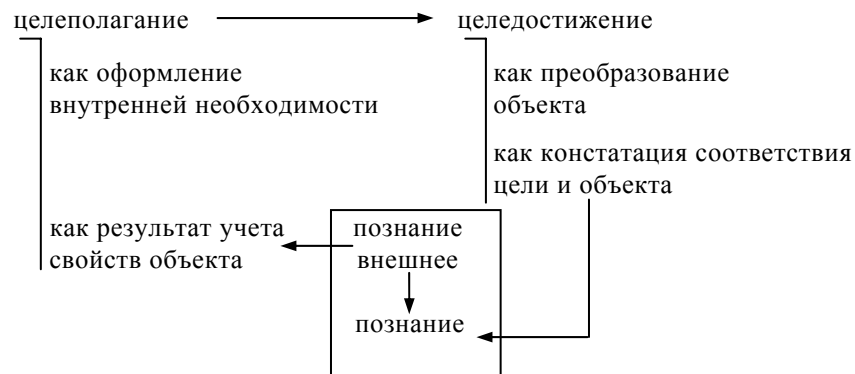 целеполагание целедостижение
как оформление
внутренней необходимости
как преобразование
объекта
как констатация соответствия
цели и объекта
как результат учета
свойств объекта
познание
внешнее
познание